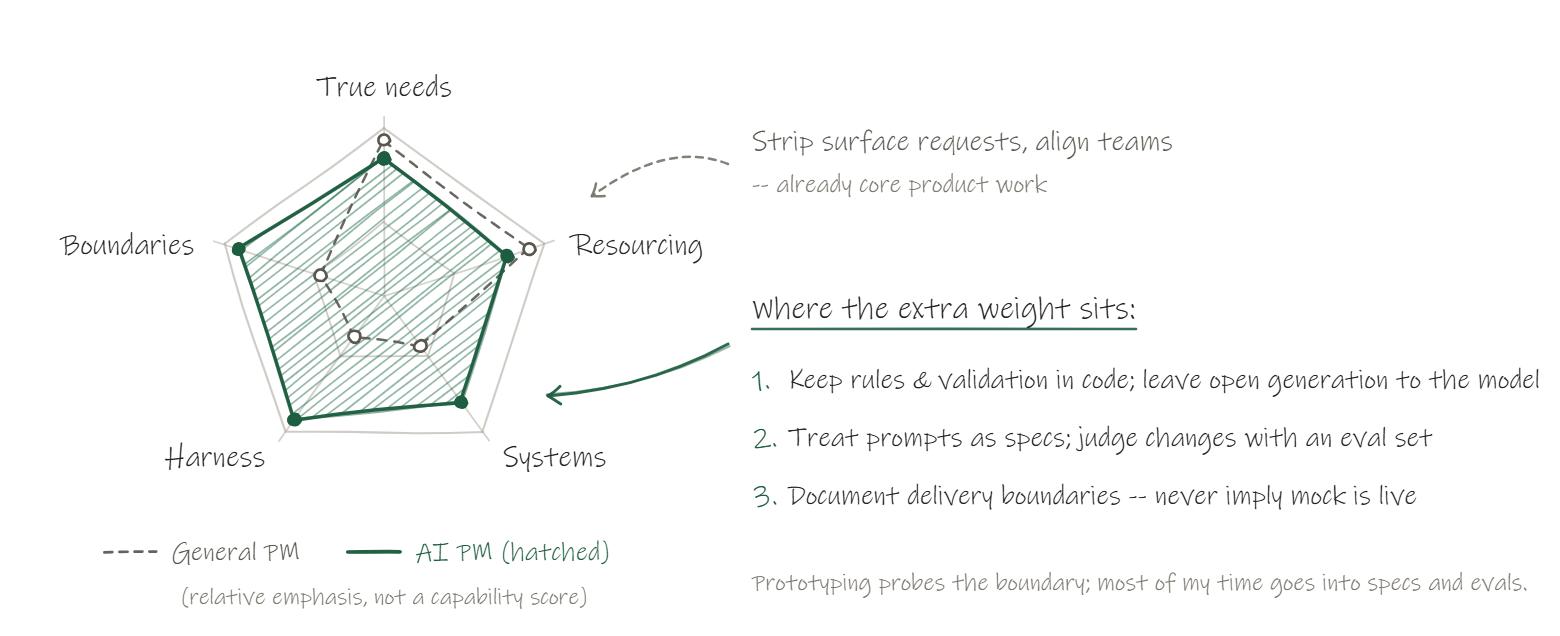 True needs
Boundaries
Resourcing
Harness
Systems
General PM
AI PM (hatched)
(relative emphasis, not a capability score)
Strip surface requests, align teams
-- already core product work
Where the extra weight sits:
1. Keep rules & validation in code; leave open generation to the model
2. Treat prompts as specs; judge changes with an eval set
3. Document delivery boundaries -- never imply mock is live
Prototyping probes the boundary; most of my time goes into specs and evals.